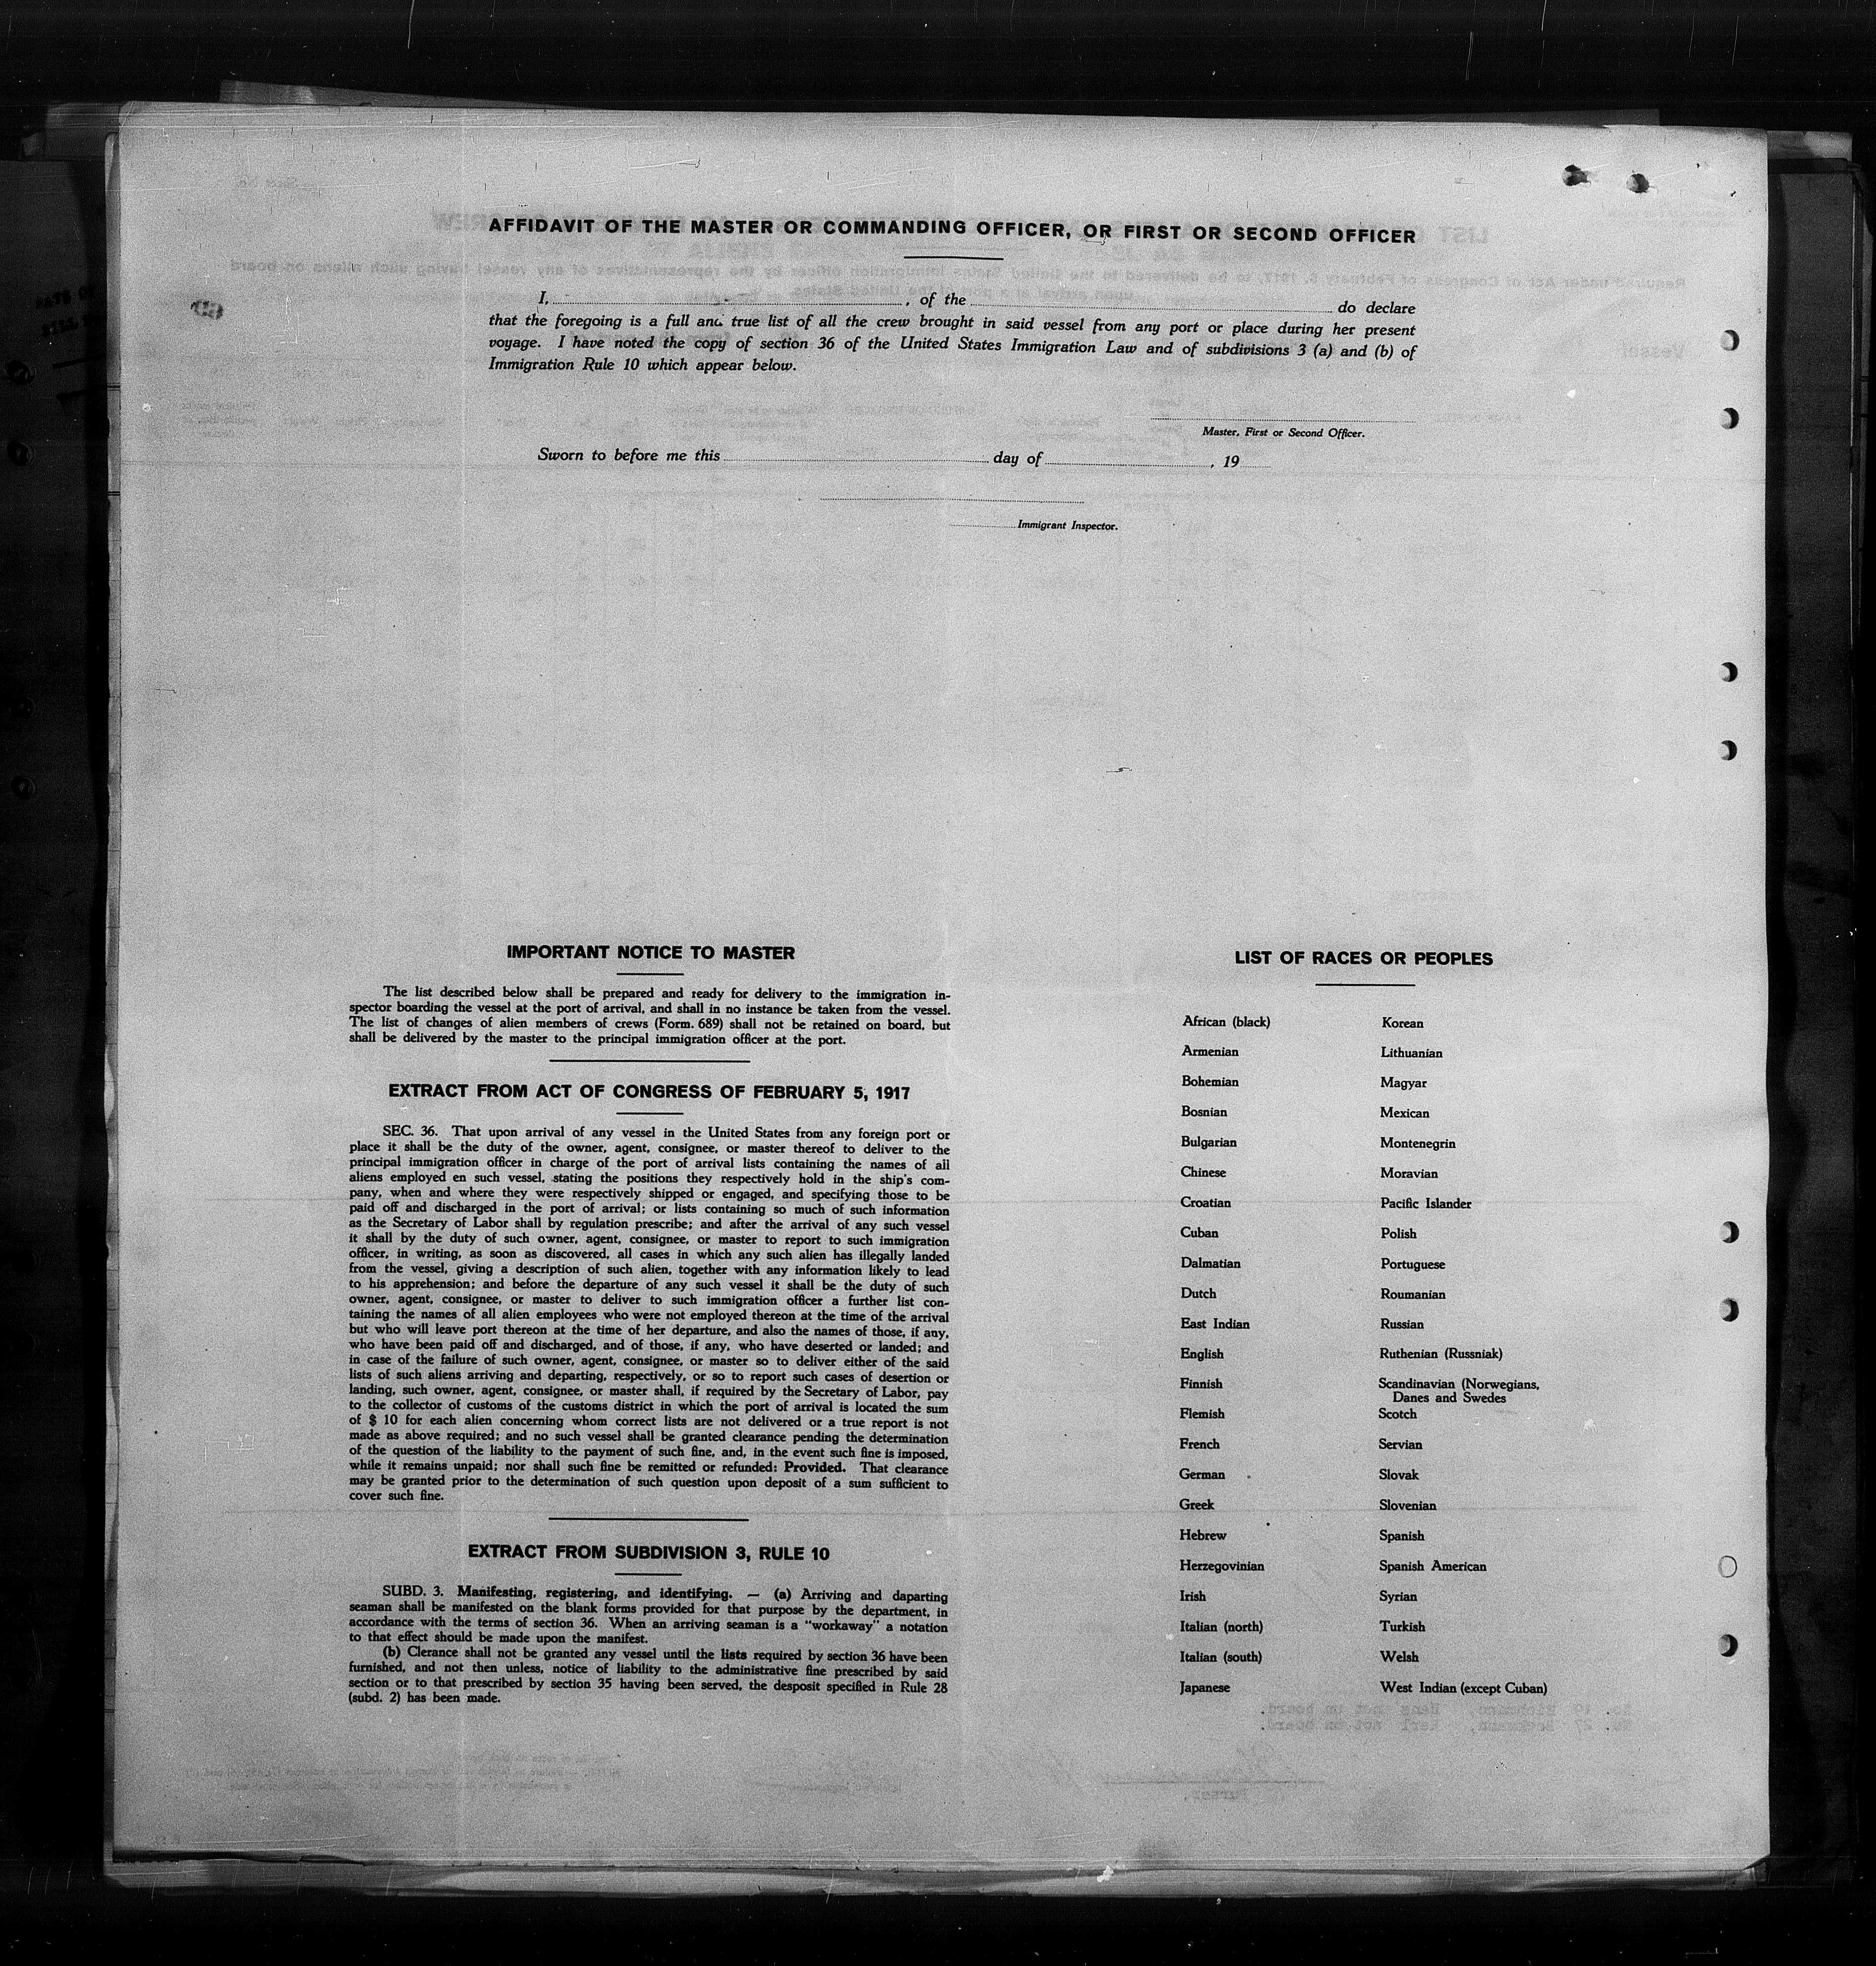 AFFIDAVIT OF THE MASTER OR COMMANDING OFFICER, OR FIRST OR SECOND OFFICER
I, , of the do declare
that the foregoing is a full and true list of all the crew brought in said vessel from any port or place during her present
voyage. I have noted the copy of section 36 of the United States Immigration Law and of subdivisions 3 (a) and (b) of
Immigration Rule 10 which appear below.
Master, First or Second Officer.
Sworn to before me this day of , 19
Immigrant Inspector.
IMPORTANT NOTICE TO MASTER
The list described below shall be prepared and ready for delivery to the immigration in-
spector boarding the vessel at the port of arrival, and shall in no instance be taken from the vessel.
The list of changes of alien members of crews (Form. 689) shall not be retained on board, but
shall be delivered by the master to the principal immigration officer at the port.
EXTRACT FROM ACT OF CONGRESS OF FEBRUARY 5, 1917
SEC. 36. That upon arrival of any vessel in the United States from any foreign port or
place it shall be the duty of the owner, agent, consignee, or master thereof to deliver to the
principal immigration officer in charge of the port of arrival lists containing the names of all
aliens employed en such vessel, stating the positions they respectively hold in the ship's com-
pany, when and where they were respectively shipped or engaged, and specifying those to be
paid off and discharged in the port of arrival; or lists containing so much of such information
as the Secretary of Labor shall by regulation prescribe; and after the arrival of any such vessel
it shall by the duty of such owner, agent, consignee, or master to report to such immigration
officer, in writing, as soon as discovered, all cases in which any such alien has illegally landed
from the vessel, giving a description of such alien, together with any information likely to lead
to his apprehension; and before the departure of any such vessel it shall be the duty of such
owner, agent, consignee, or master to deliver to such immigration officer a further list con-
taining the names of all alien employees who were not employed thereon at the time of the arrival
but who will leave port thereon at the time of her departure, and also the names of those, if any,
who have been paid off and discharged, and of those, if any, who have deserted or landed; and
in case of the failure of such owner, agent, consignee, or master so to deliver either of the said
lists of such aliens arriving and departing, respectively, or so to report such cases of desertion or
landing, such owner, agent, consignee, or master shall, if required by the Secretary of Labor, pay
to the collector of customs of the customs district in which the port of arrival is located the sum
of $ 10 for each alien concerning whom correct lists are not delivered or a true report is not
made as above required; and no such vessel shall be granted clearance pending the determination
of the question of the liability to the payment of such fine, and, in the event such fine is imposed,
while it remains unpaid; nor shall such fine be remitted or refunded: Provided. That clearance
may be granted prior to the determination of such question upon deposit of a sum sufficient to
cover such fine.
EXTRACT FROM SUBDIVISION 3, RULE 10
SUBD. 3. Manifesting, registering, and identifying. — (a) Arriving and daparting
seaman shall be manifested on the blank forms provided for that purpose by the department, in
accordance with the terms of section 36. When an arriving seaman is a "workaway" a notation
to that effect should be made upon the manifest.
(b) Clerance shall not be granted any vessel until the lists required by section 36 have been
furnished, and not then unless, notice of liability to the administrative fine prescribed by said
section or to that prescribed by section 35 having been served, the desposit specified in Rule 28
(subd. 2) has been made.
LIST OF RACES OR PEOPLES
African (black)
Armenian
Bohemian
Bosnian
Bulgarian
Chinese
Croatian
Cuban
Dalmatian
Dutch
East Indian
English
Finnish
Flemish
French
German
Greek
Hebrew
Herzegovinian
Irish
Italian (north)
Italian (south)
Japanese
Korean
Lithuanian
Magyar
Mexican
Montenegrin
Moravian
Pacific Islander
Polish
Portuguese
Roumanian
Russian
Ruthenian (Russniak)
Scandinavian (Norwegians,
Danes and Swedes
Scotch
Servian
Slovak
Slovenian
Spanish
Spanish American
Syrian
Turkish
Welsh
West Indian (except Cuban)